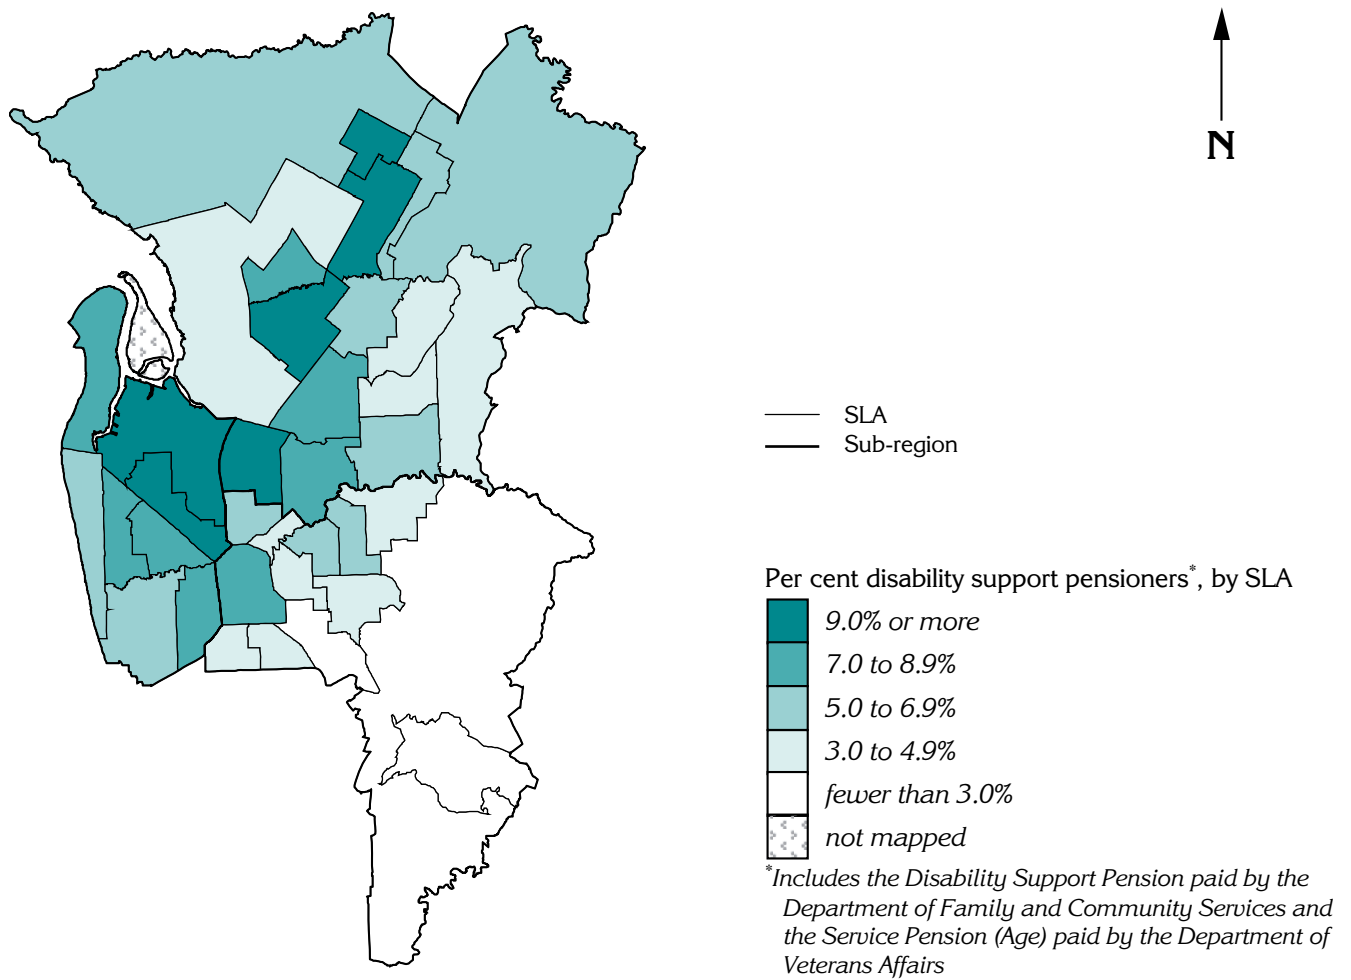 N
SLA
Sub-region
Per cent disability support pensioners*, by SLA
9.0% or more
7.0 to 8.9%
5.0 to 6.9%
3.0 to 4.9%
fewer than 3.0%
not mapped
*Includes the Disability Support Pension paid by the
Department of Family and Community Services and
the Service Pension (Age) paid by the Department of
Veterans Affairs